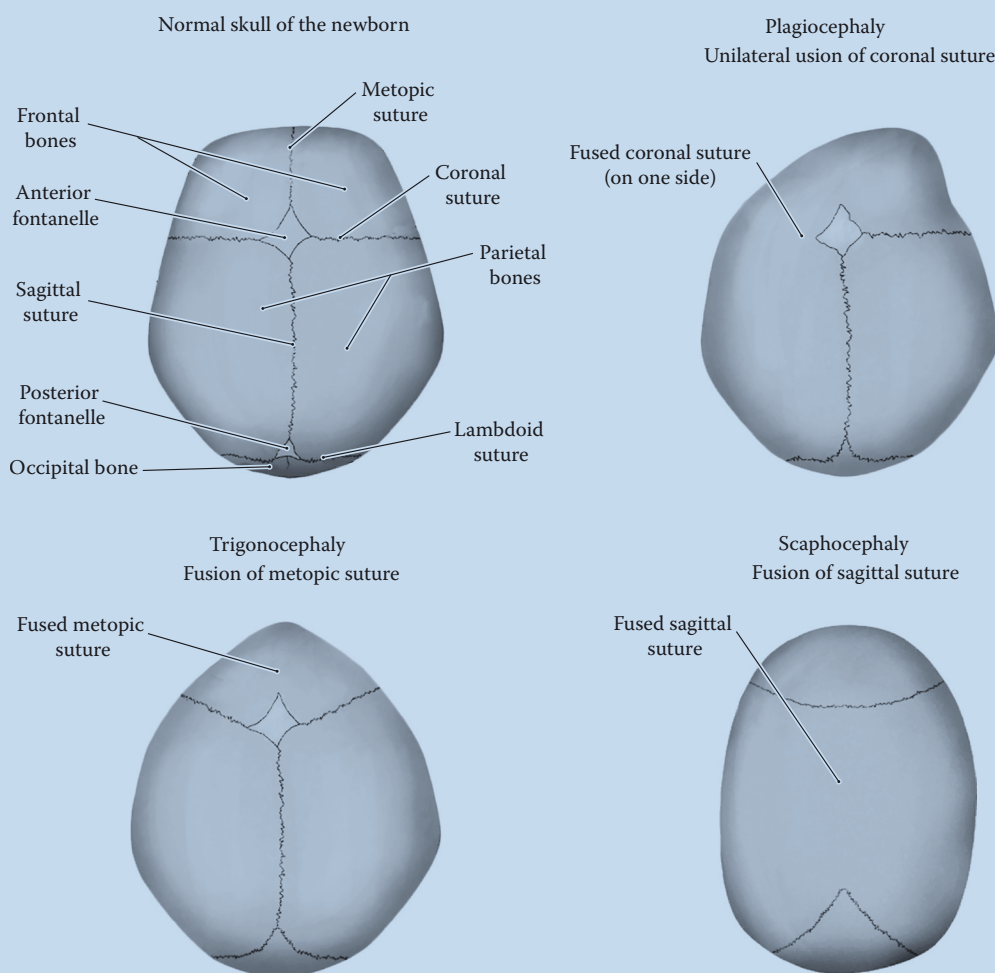 Normal skull of the newborn
Frontal
bones
Anterior
fontanelle
Sagittal
suture
Posterior
fontanelle
Occipital bone
Metopic
suture
Coronal
suture
Parietal
bones
Lambdoid
suture
Plagiocephaly
Unilateral usion of coronal suture
Fused coronal suture
(on one side)
Trigonocephaly
Fusion of metopic suture
Fused metopic
suture
Scaphocephaly
Fusion of sagittal suture
Fused sagittal
suture